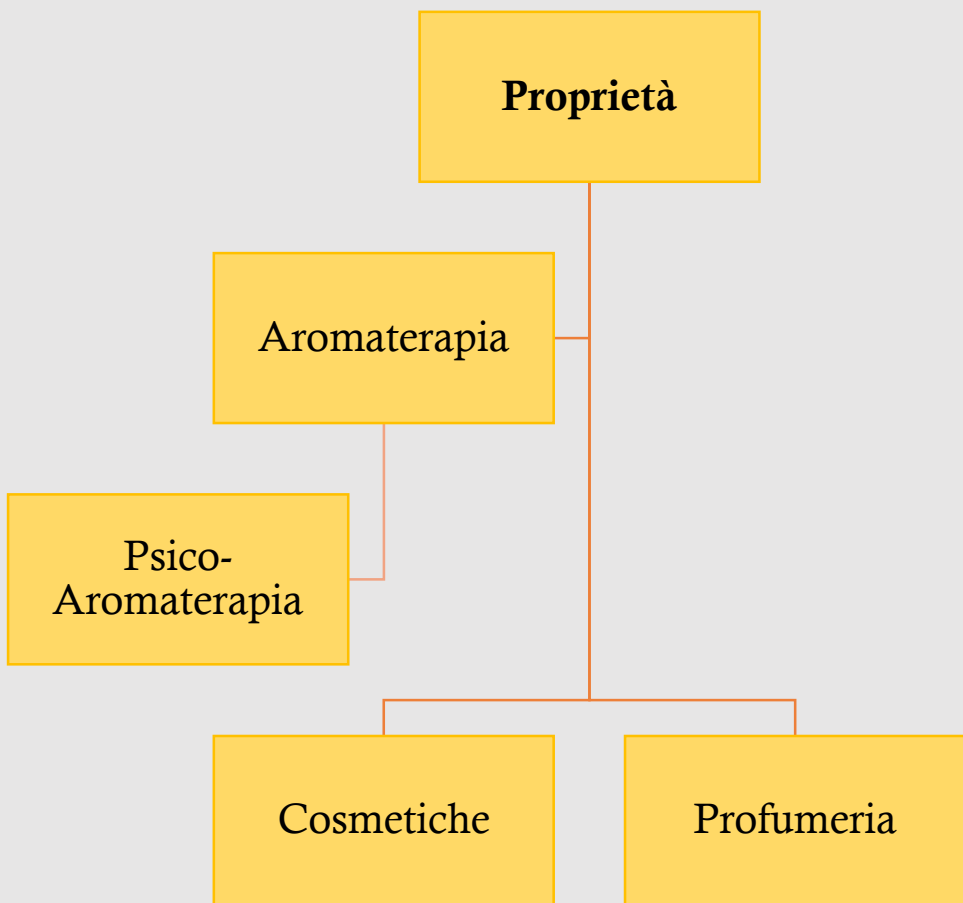 Proprietà
Aromaterapia
Psico-
Aromaterapia
Cosmetiche
Profumeria